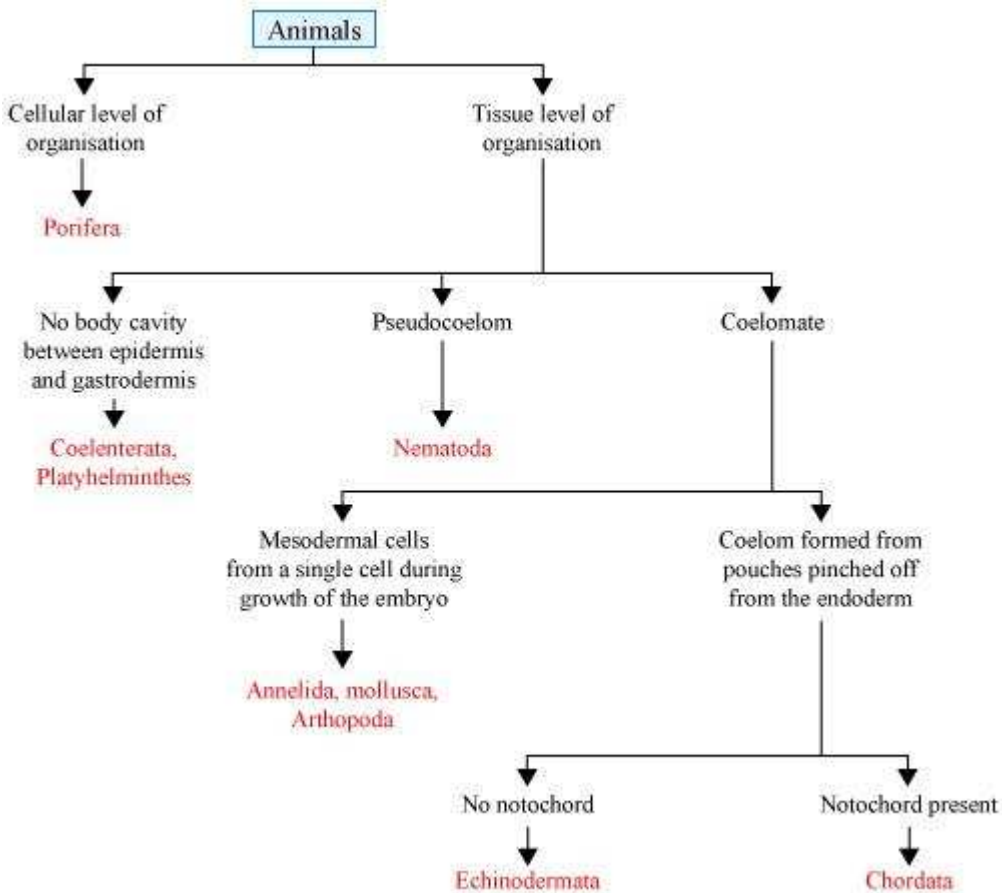 Animals
Cellular level of
organisation
Tissue level of
organisation
Porifera
No body cavity
between epidermis
and gastrodermis
Pseudocoelom
Coelomate
Coelenterata,
Platyhelminthes
Nematoda
Mesodermal cells
from a single cell during
growth of the embryo
Coelom formed from
pouches pinched off
from the endoderm
Annelida, mollusca,
Arthopoda
No notochord
Notochord present
Echinodermata
Chordata